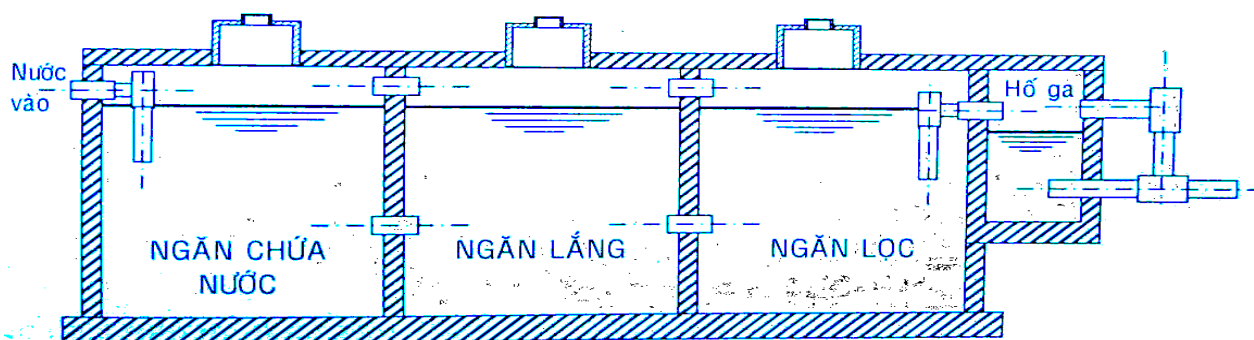 Nước
vào
NGĂN CHỨA
NƯỚC
NGĂN LẮNG
NGĂN LỌC
Hố ga